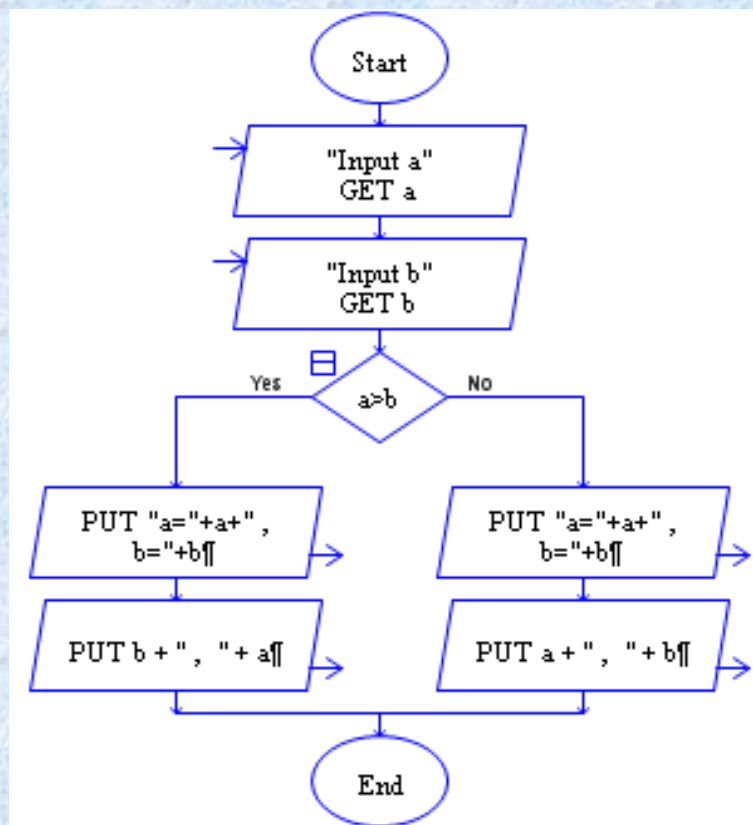 Start
"Input a"
GET a
"Input b"
GET b
a>b
Yes
No
PUT "a="+a+" ,
b="+b¶
PUT "a="+a+" ,
b="+b¶
PUT b + " ,  "+ a¶
PUT a + " ,  "+ b¶
End